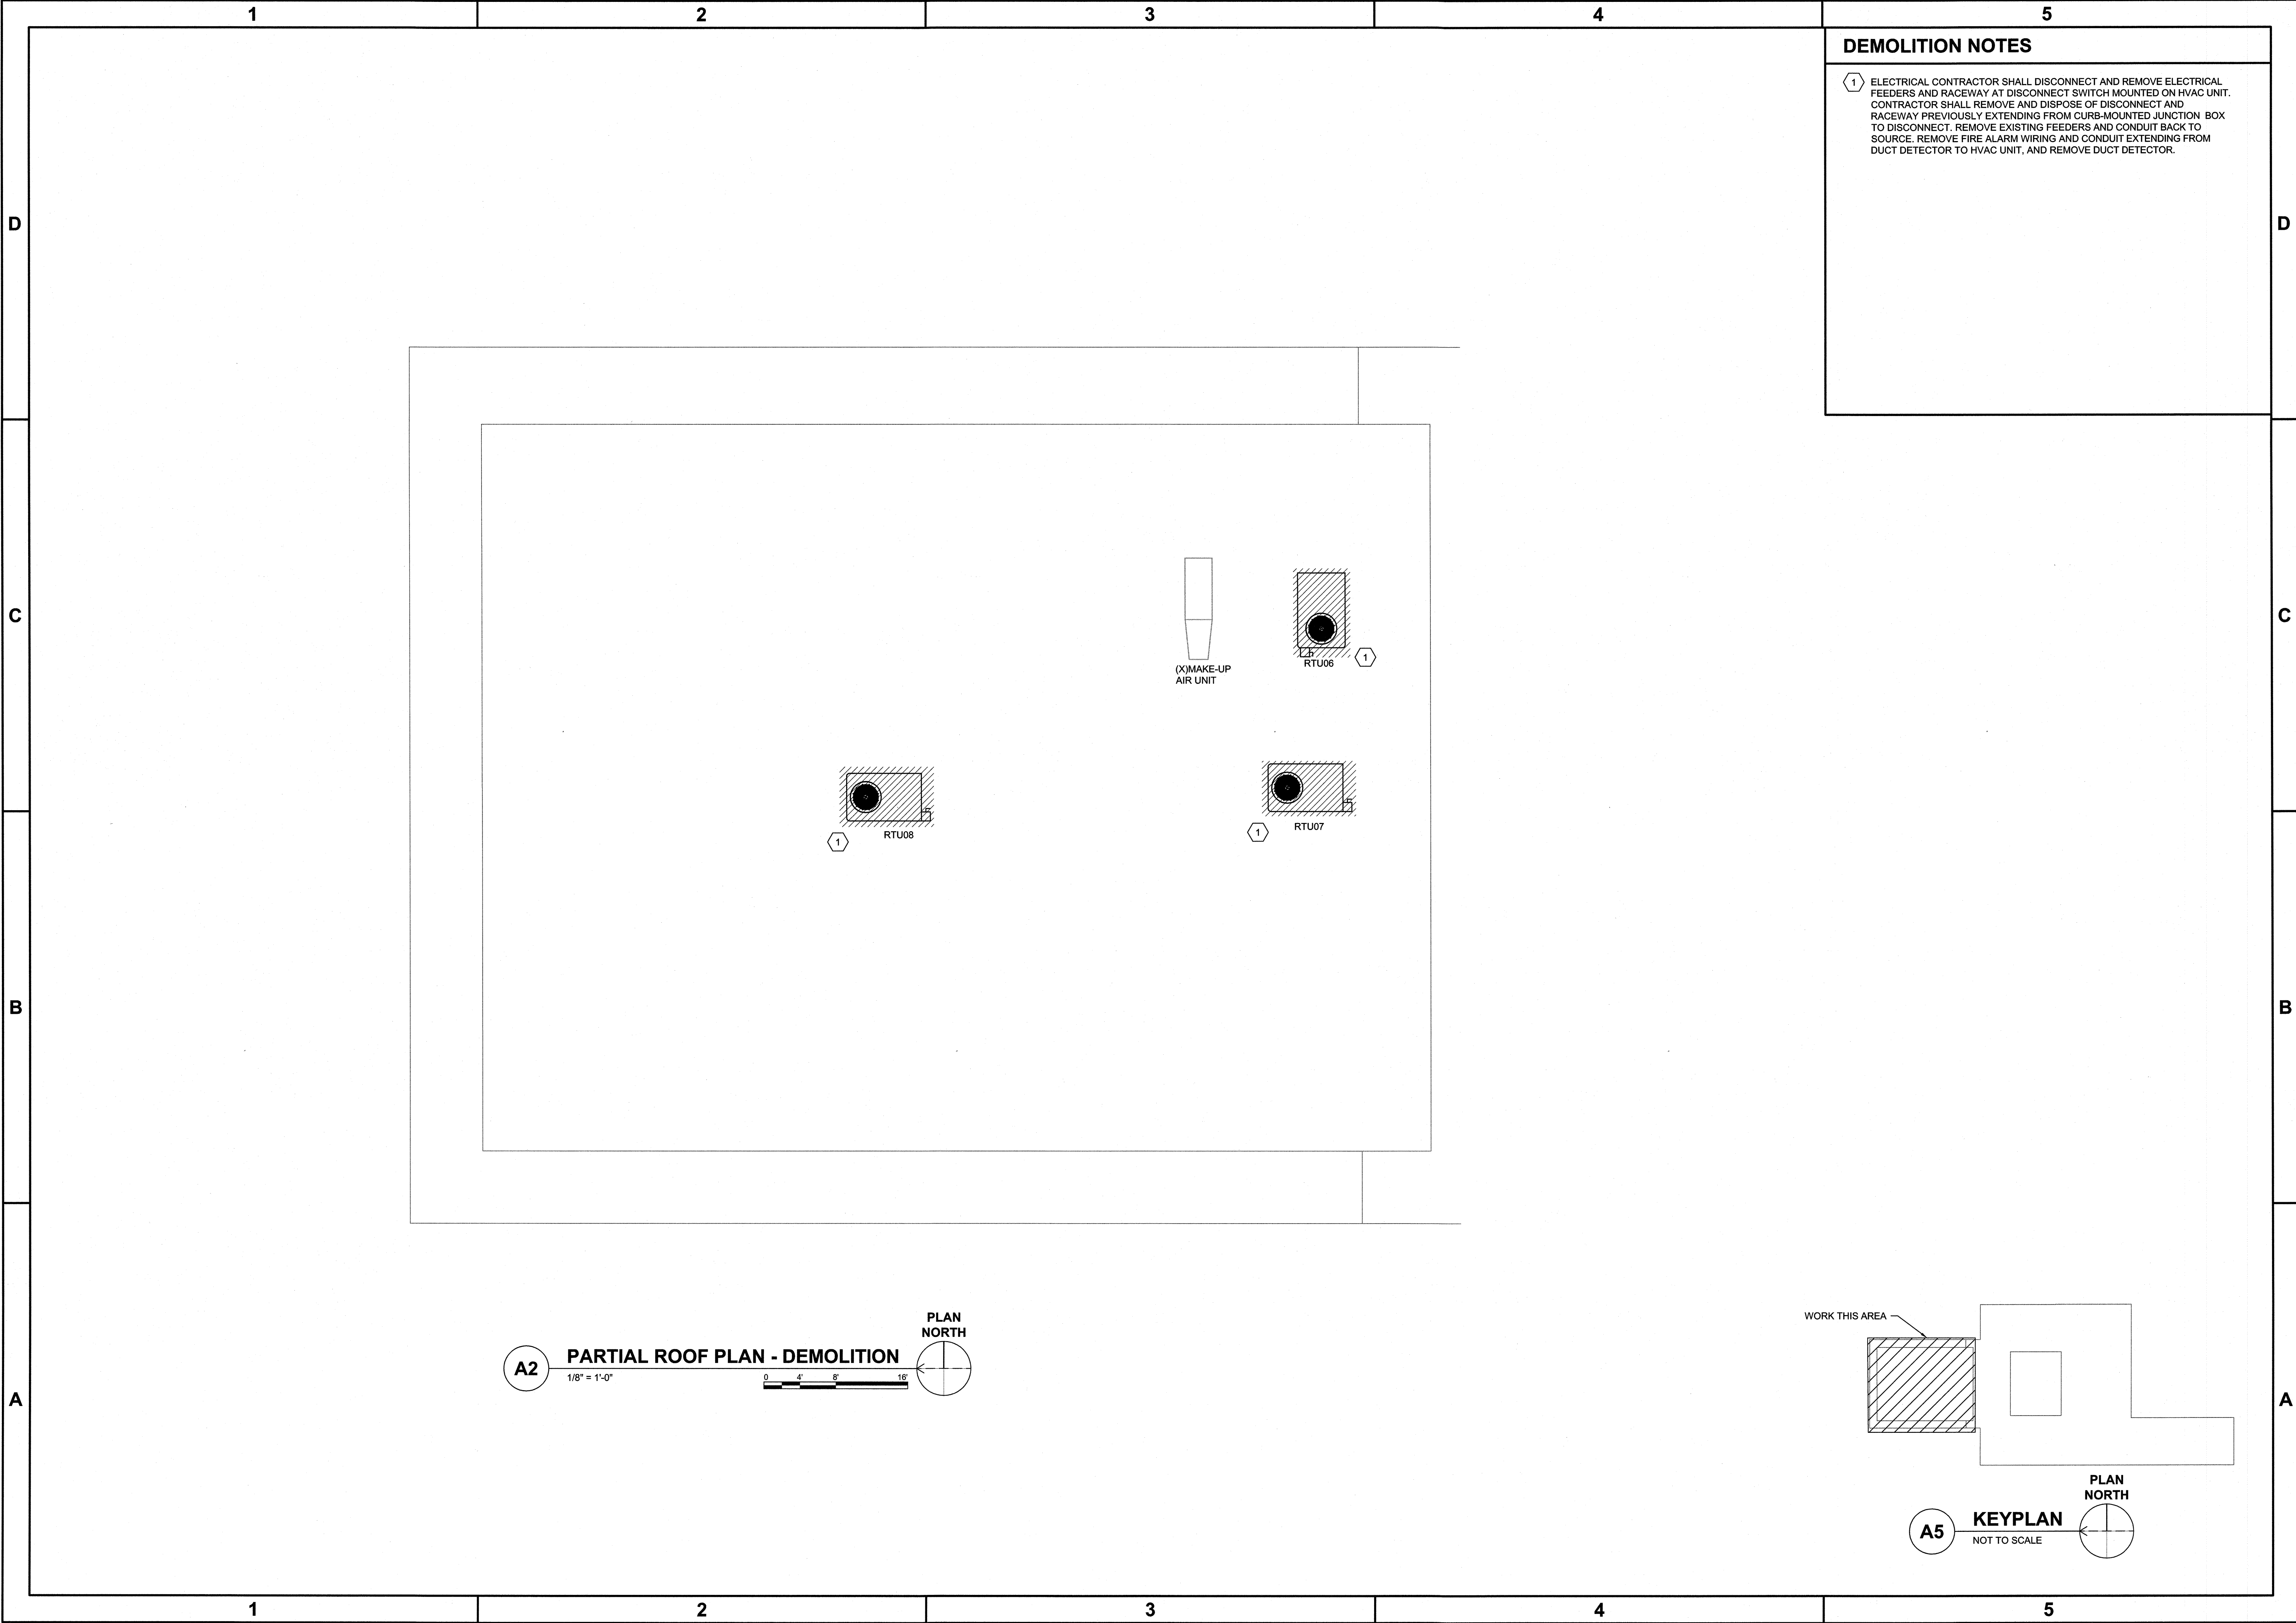 1 2 3 4 5
DEMOLITION NOTES
1 ELECTRICAL CONTRACTOR SHALL DISCONNECT AND REMOVE ELECTRICAL
FEEDERS AND RACEWAY AT DISCONNECT SWITCH MOUNTED ON HVAC UNIT.
CONTRACTOR SHALL REMOVE AND DISPOSE OF DISCONNECT AND
RACEWAY PREVIOUSLY EXTENDING FROM CURB-MOUNTED JUNCTION BOX
TO DISCONNECT. REMOVE EXISTING FEEDERS AND CONDUIT BACK TO
SOURCE. REMOVE FIRE ALARM WIRING AND CONDUIT EXTENDING FROM
DUCT DETECTOR TO HVAC UNIT, AND REMOVE DUCT DETECTOR.
D D
C C
(X)MAKE-UP
AIR UNIT
RTU06
1
RTU08
1
RTU07
1
B B
PLAN
NORTH
A2 PARTIAL ROOF PLAN - DEMOLITION
1/8" = 1'-0"
0 4' 8' 16'
WORK THIS AREA
A A
PLAN
NORTH
A5 KEYPLAN
NOT TO SCALE
1 2 3 4 5